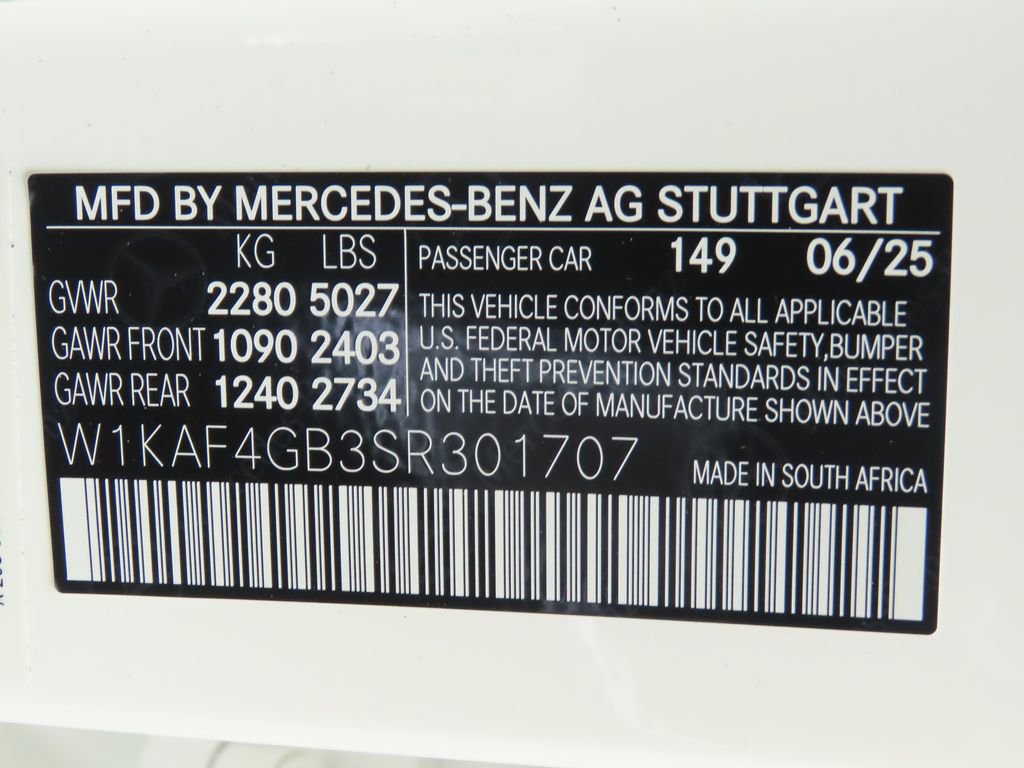 MFD BY MERCEDES-BENZ AG STUTTGART
KG LBS
GVWR 2280 5027
GAWR FRONT 1090 2403
GAWR REAR 1240 2734
PASSENGER CAR 149 06/25
THIS VEHICLE CONFORMS TO ALL APPLICABLE
U.S. FEDERAL MOTOR VEHICLE SAFETY,BUMPER
AND THEFT PREVENTION STANDARDS IN EFFECT
ON THE DATE OF MANUFACTURE SHOWN ABOVE
W1KAF4GB3SR301707
MADE IN SOUTH AFRICA